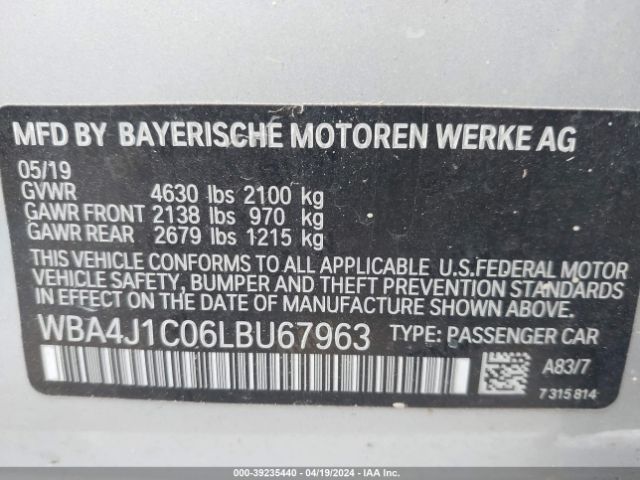 MFD BY BAYERISCHE MOTOREN WERKE AG
05/19
GVWR 4630 lbs 2100 kg
GAWR FRONT 2138 lbs 970 kg
GAWR REAR 2679 lbs 1215 kg
THIS VEHICLE CONFORMS TO ALL APPLICABLE U.S.FEDERAL MOTOR
VEHICLE SAFETY, BUMPER AND THEFT PREVENTION STANDARDS
IN EFFECT ON THE DATE OF MANUFACTURE SHOWN ABOVE.
WBA4J1C06LBU67963 TYPE: PASSENGER CAR
A83/7
7315814
000-39235440 - 04/19/2024 - IAA Inc.